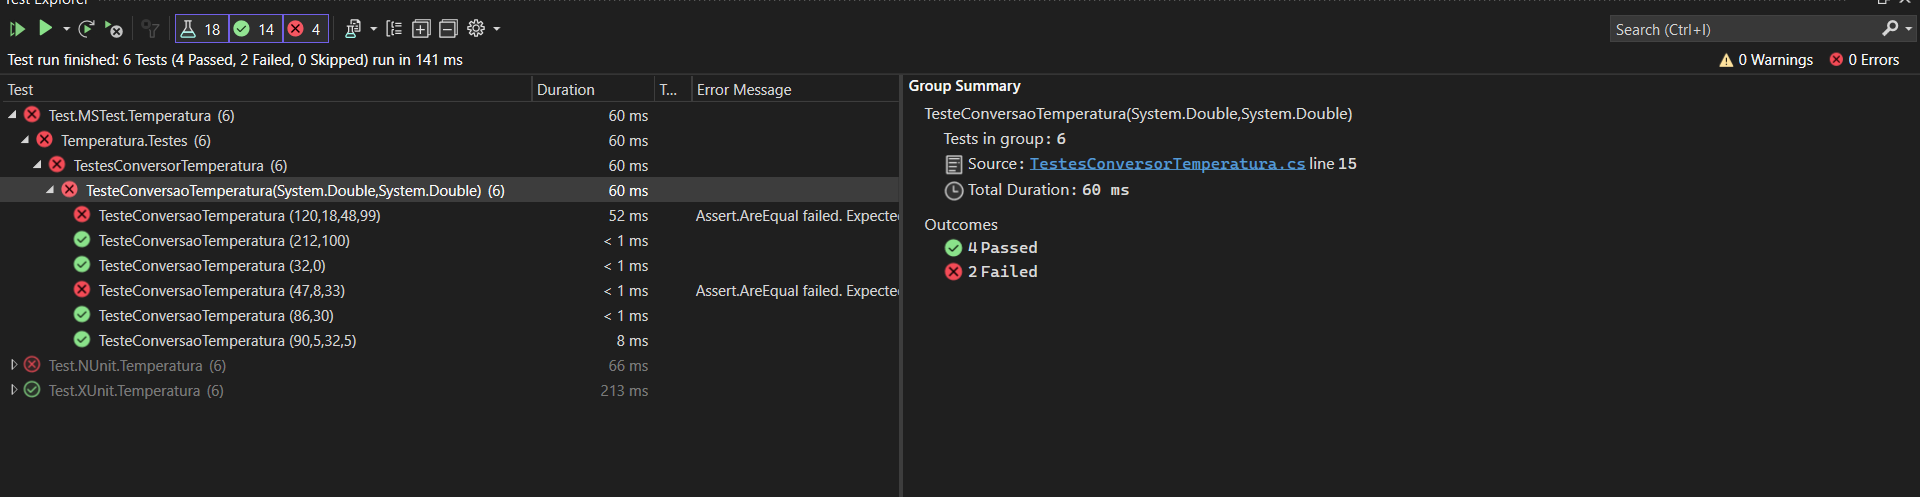 Test Explorer
18 14 4
Search (Ctrl+I)
Test run finished: 6 Tests (4 Passed, 2 Failed, 0 Skipped) run in 141 ms
0 Warnings 0 Errors
Test Duration T... Error Message
Test.MSTest.Temperatura (6) 60 ms
Temperatura.Testes (6) 60 ms
TestesConversorTemperatura (6) 60 ms
TesteConversaoTemperatura(System.Double,System.Double) (6) 60 ms
TesteConversaoTemperatura (120,18,48,99) 52 ms Assert.AreEqual failed. Expecte
TesteConversaoTemperatura (212,100) < 1 ms
TesteConversaoTemperatura (32,0) < 1 ms
TesteConversaoTemperatura (47,8,33) < 1 ms Assert.AreEqual failed. Expecte
TesteConversaoTemperatura (86,30) < 1 ms
TesteConversaoTemperatura (90,5,32,5) 8 ms
Test.NUnit.Temperatura (6) 66 ms
Test.XUnit.Temperatura (6) 213 ms
Group Summary
TesteConversaoTemperatura(System.Double,System.Double)
Tests in group: 6
Source: TestesConversorTemperatura.cs line 15
Total Duration: 60 ms
Outcomes
4 Passed
2 Failed